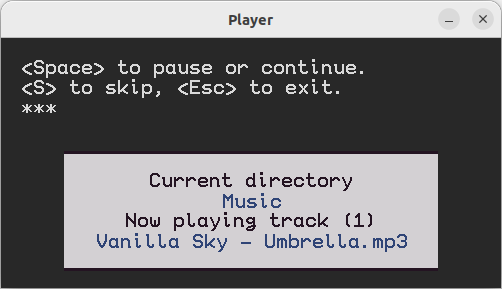 Player
<Space> to pause or continue.
<S> to skip, <Esc> to exit.
***
Current directory
Music
Now playing track (1)
Vanilla Sky - Umbrella.mp3